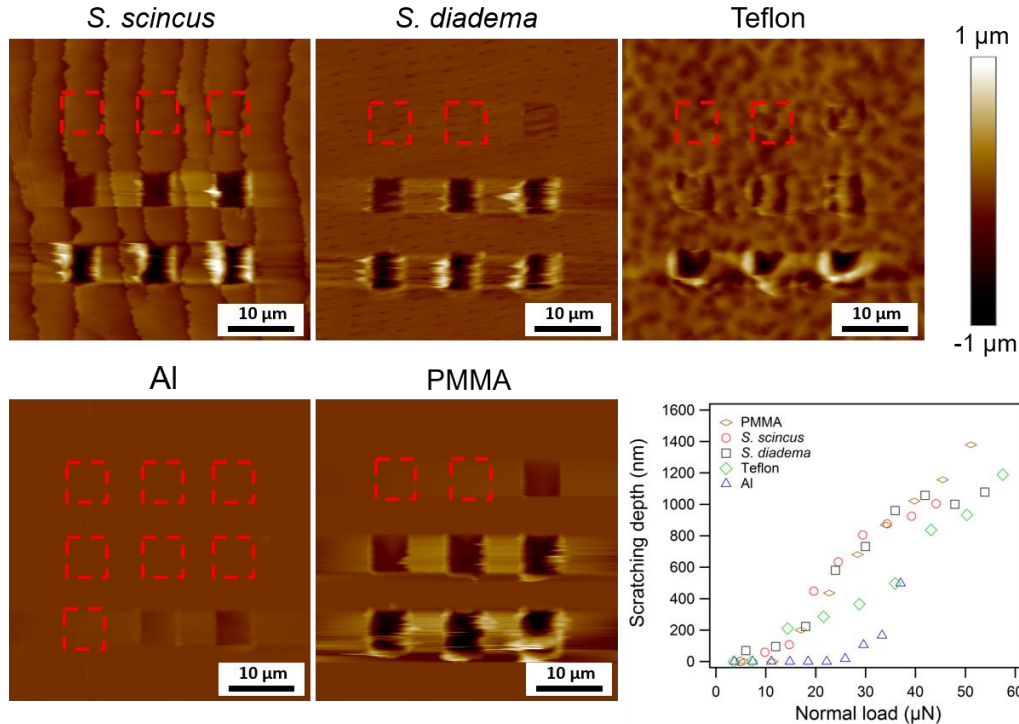 S. scincus
S. diadema
Teflon
1 µm
-1 µm
10 µm
10 µm
10 µm
Al
PMMA
10 µm
10 µm
Scratching depth (nm)
1600
1400
1200
1000
800
600
400
200
0
PMMA
S. scincus
S. diadema
Teflon
Al
0 10 20 30 40 50 60
Normal load (µN)